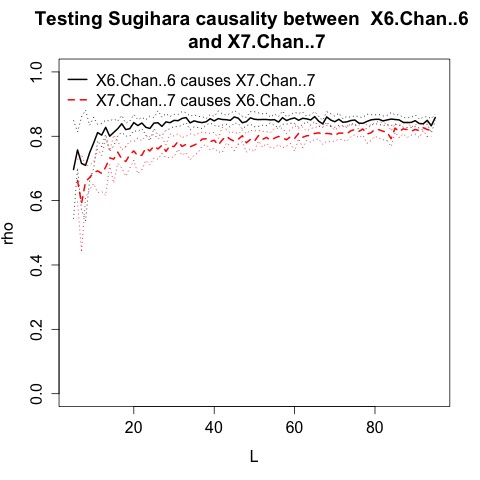 Testing Sugihara causality between  X6.Chan..6
and X7.Chan..7
X6.Chan..6 causes X7.Chan..7
X7.Chan..7 causes X6.Chan..6
1.0
0.8
0.6
0.4
0.2
0.0
rho
20 40 60 80
L